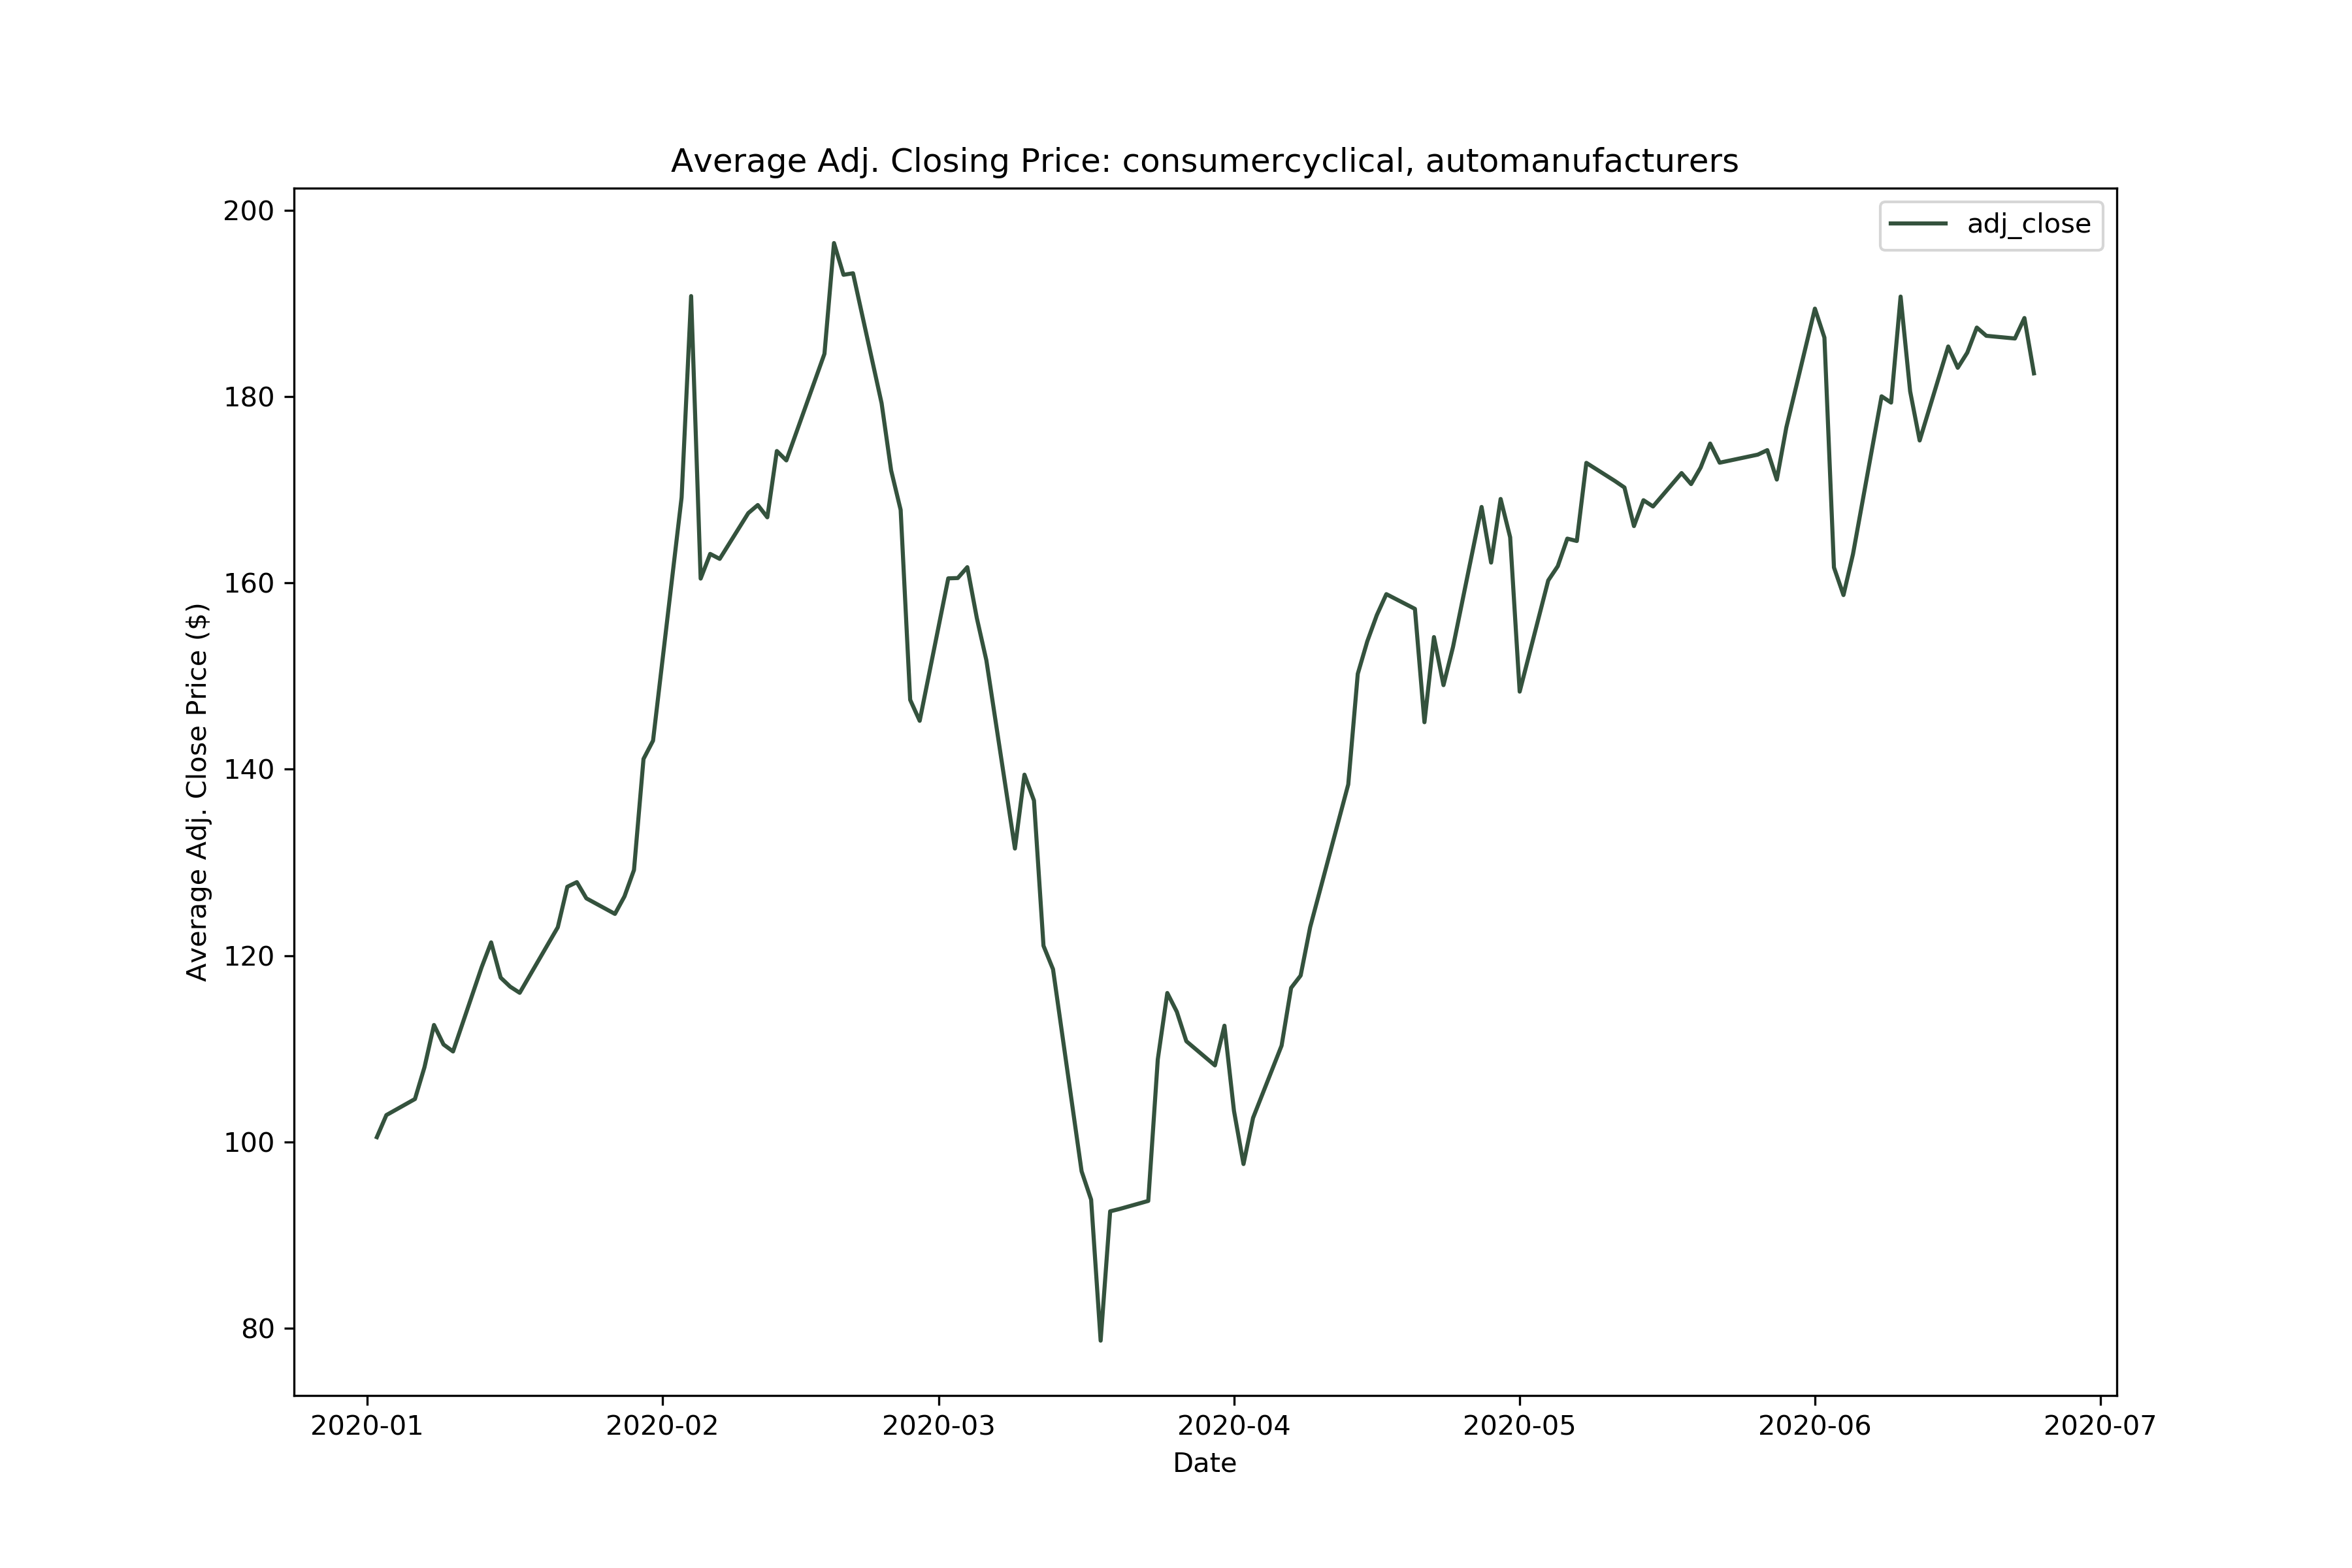 Average Adj. Closing Price: consumercyclical, automanufacturers
adj_close
Average Adj. Close Price ($)
200
180
160
140
120
100
80
2020-01 2020-02 2020-03 2020-04 2020-05 2020-06 2020-07
Date